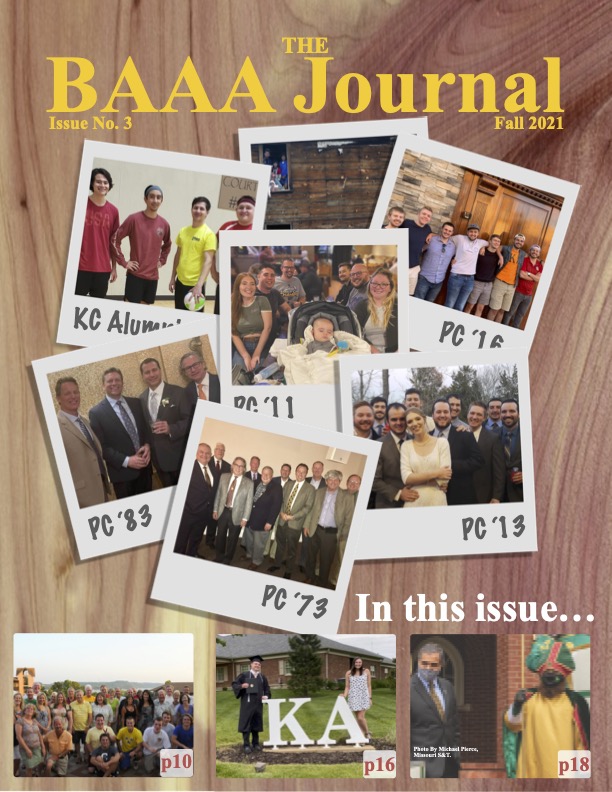 THE
BAAA Journal
Issue No. 3
Fall 2021
COURT
KC Alumni
PC '16
PC '11
PC '83
PC '13
PC '73
In this issue...
KA
Photo By Michael Pierce,
Missouri S&T.
p10
p16
p18